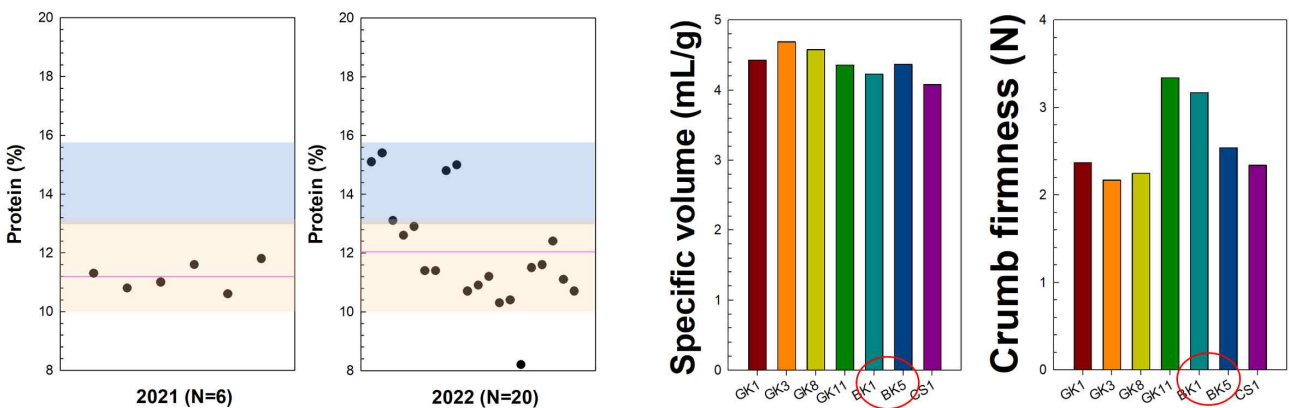 Protein (%)
20
18
16
14
12
10
8
2021 (N=6)
Protein (%)
20
18
16
14
12
10
8
2022 (N=20)
Specific volume (mL/g)
5
4
3
2
1
0
GK1
GK3
GK8
GK11
BK1
BK5
CS1
Crumb firmness (N)
4
3
2
1
0
GK1
GK3
GK8
GK11
BK1
BK5
CS1